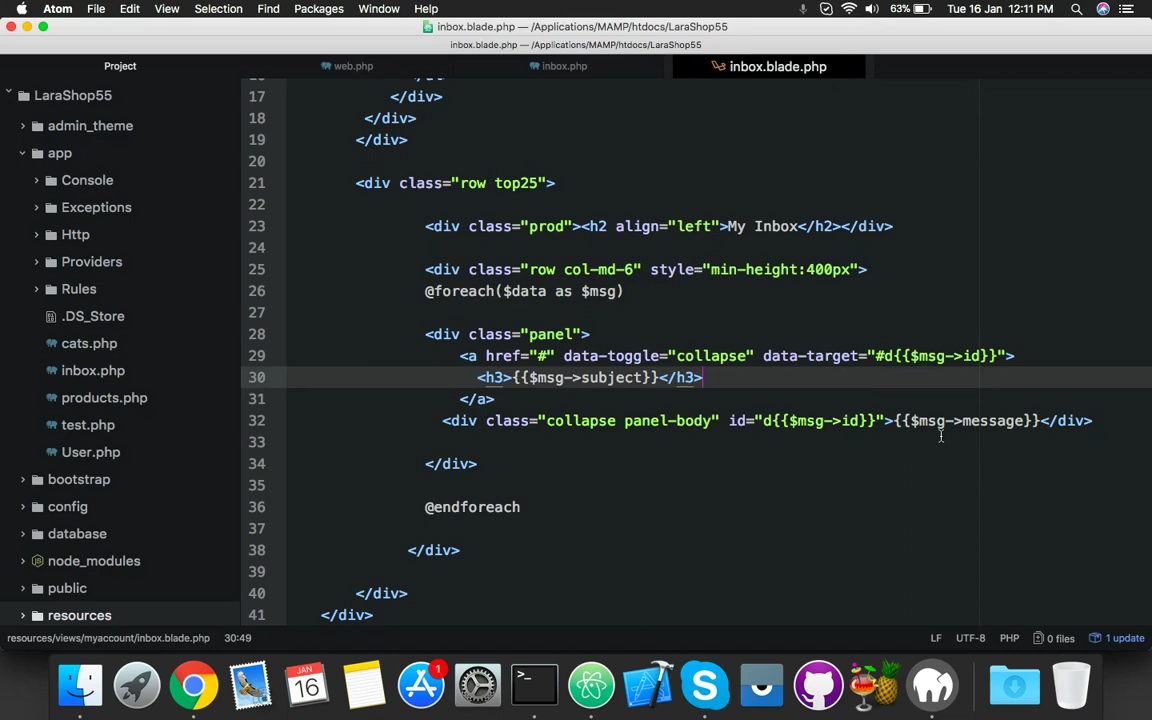 Atom File Edit View Selection Find Packages Window Help 63% Tue 16 Jan 12:11 PM
inbox.blade.php — /Applications/MAMP/htdocs/LaraShop55
inbox.blade.php — /Applications/MAMP/htdocs/LaraShop55
Project
web.php inbox.php inbox.blade.php
LaraShop55
admin_theme
app
Console
Exceptions
Http
Providers
Rules
.DS_Store
cats.php
inbox.php
products.php
test.php
User.php
bootstrap
config
database
node_modules
public
resources
17 </div>
18 </div>
19 </div>
20
21 <div class="row top25">
22
23 <div class="prod"><h2 align="left">My Inbox</h2></div>
24
25 <div class="row col-md-6" style="min-height:400px">
26 @foreach($data as $msg)
27
28 <div class="panel">
29 <a href="#" data-toggle="collapse" data-target="#d{{$msg->id}}">
30 <h3>{{$msg->subject}}</h3>
31 </a>
32 <div class="collapse panel-body" id="d{{$msg->id}}">{{$msg->message}}</div>
33
34 </div>
35
36 @endforeach
37
38 </div>
39
40 </div>
41 </div>
resources/views/myaccount/inbox.blade.php 30:49 LF UTF-8 PHP 0 files 1 update
JAN
16
1